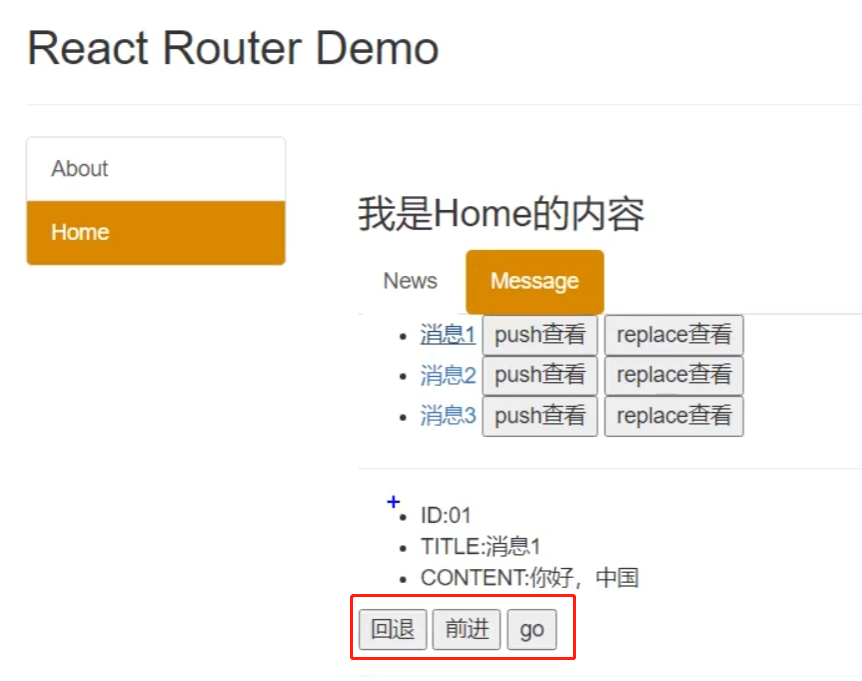 React Router Demo
About
Home
我是Home的内容
News Message
消息1 push查看 replace查看
消息2 push查看 replace查看
消息3 push查看 replace查看
ID:01
TITLE:消息1
CONTENT:你好，中国
回退 前进 go